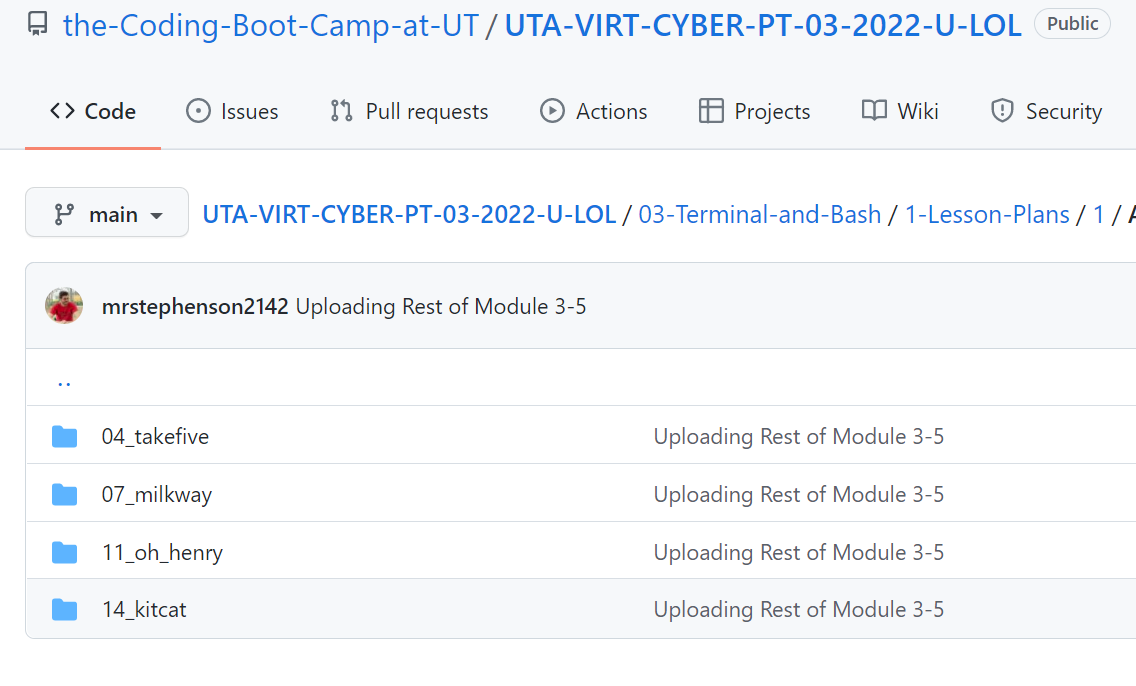 the-Coding-Boot-Camp-at-UT / UTA-VIRT-CYBER-PT-03-2022-U-LOL Public
Code Issues Pull requests Actions Projects Wiki Security
main UTA-VIRT-CYBER-PT-03-2022-U-LOL / 03-Terminal-and-Bash / 1-Lesson-Plans / 1 /
mrstephenson2142 Uploading Rest of Module 3-5
..
04_takefive Uploading Rest of Module 3-5
07_milkway Uploading Rest of Module 3-5
11_oh_henry Uploading Rest of Module 3-5
14_kitcat Uploading Rest of Module 3-5